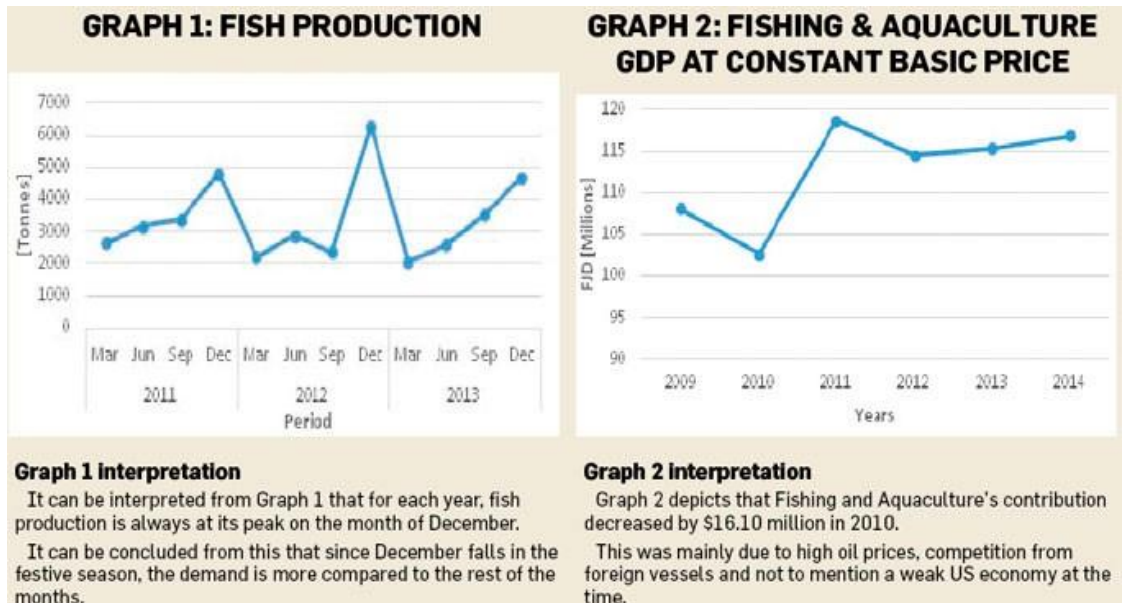 GRAPH 1: FISH PRODUCTION
7000
6000
5000
4000
3000
2000
1000
0
[Tonnes]
Mar Jun Sep Dec Mar Jun Sep Dec Mar Jun Sep Dec
2011 2012 2013
Period
Graph 1 interpretation
It can be interpreted from Graph 1 that for each year, fish
production is always at its peak on the month of December.
It can be concluded from this that since December falls in the
festive season, the demand is more compared to the rest of the
months.
GRAPH 2: FISHING & AQUACULTURE
GDP AT CONSTANT BASIC PRICE
120
115
110
105
100
95
90
FJD [Millions]
2009 2010 2011 2012 2013 2014
Years
Graph 2 interpretation
Graph 2 depicts that Fishing and Aquaculture's contribution
decreased by $16.10 million in 2010.
This was mainly due to high oil prices, competition from
foreign vessels and not to mention a weak US economy at the
time.